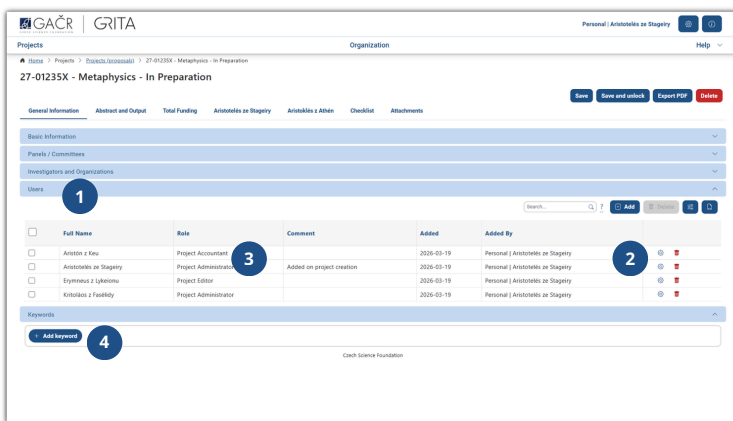 GAČR GRITA
CZECH SCIENCE FOUNDATION
Personal | Aristotelés ze Stageiry
Projects Organization Help
Home > Projects > Projects (proposals) > 27-01235X - Metaphysics - In Preparation
27-01235X - Metaphysics - In Preparation
Save Save and unlock Export PDF Delete
General Information Abstract and Output Total Funding Aristotelés ze Stageiry Aristoklés z Athén Checklist Attachments
Basic Information
Panels / Committees
Investigators and Organizations
Users
1
Search... ? Add Delete
Full Name Role Comment Added Added By
Aristón z Keu Project Accountant 2026-03-19 Personal | Aristotelés ze Stageiry
Aristotelés ze Stageiry Project Administrator Added on project creation 2026-03-19 Personal | Aristotelés ze Stageiry
3
2
Erymneus z Lykeionu Project Editor 2026-03-19 Personal | Aristotelés ze Stageiry
Kritoláos z Fasélidy Project Administrator 2026-03-19 Personal | Aristotelés ze Stageiry
Keywords
+ Add keyword
4
Czech Science Foundation